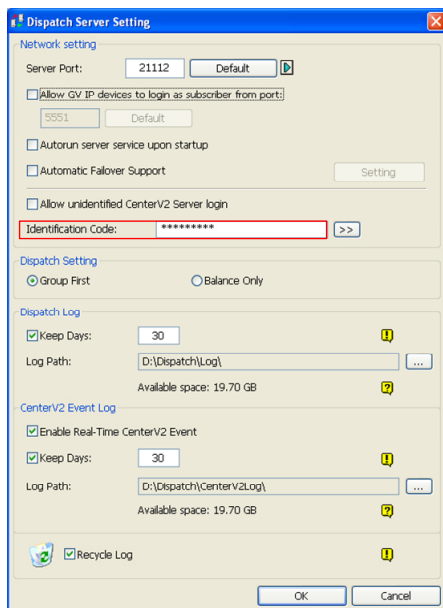 Dispatch Server Setting
Network setting
Server Port: 21112 Default
Allow GV IP devices to login as subscriber from port:
5551 Default
Autorun server service upon startup
Automatic Failover Support Setting
Allow unidentified CenterV2 Server login
Identification Code: ********* >>
Dispatch Setting
Group First Balance Only
Dispatch Log
Keep Days: 30
Log Path: D:\Dispatch\Log\ ...
Available space: 19.70 GB
CenterV2 Event Log
Enable Real-Time CenterV2 Event
Keep Days: 30
Log Path: D:\Dispatch\CenterV2Log\ ...
Available space: 19.70 GB
Recycle Log
OK Cancel